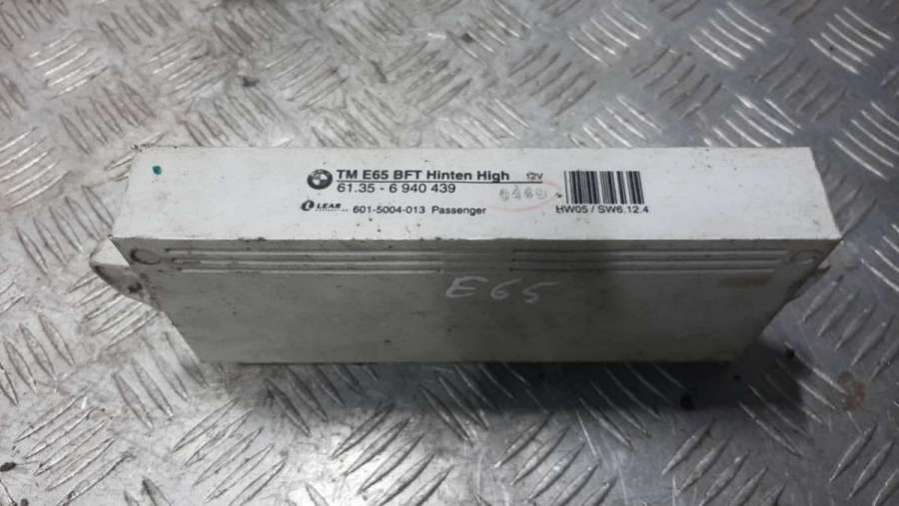 TM E65 BFT Hinten High 12V
61.35 - 6 940 439
LEAR 601-5004-013 Passenger
HW05 / SW6.12.4
E65